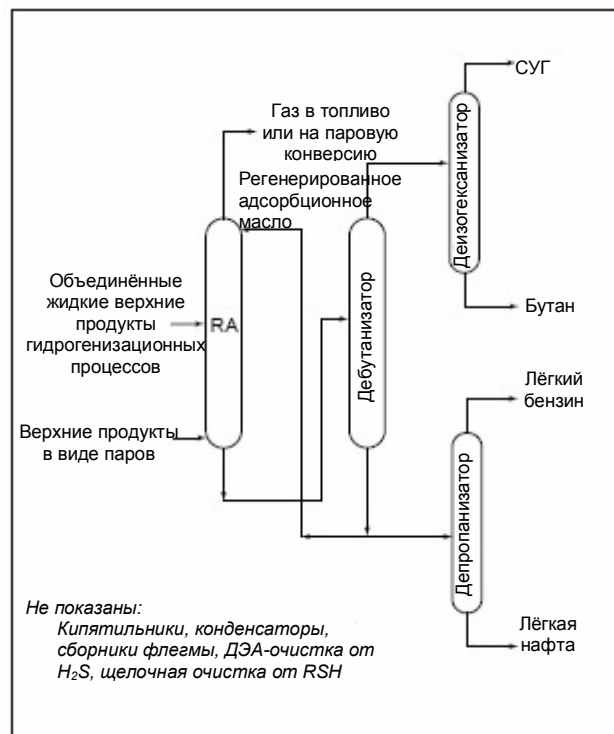 СУГ
Газ в топливо
или на паровую
конверсию
Регенерированное
адсорбционное
масло
Деизогексанизатор
Объединённые
жидкие верхние
продукты
гидрогенизационных
процессов
RA
Дебутанизатор
Бутан
Лёгкий
бензин
Верхние продукты
в виде паров
Депропанизатор
Лёгкая
нафта
Не показаны:
Кипятильники, конденсаторы,
сборники флегмы, ДЭА-очистка от
H₂S, щелочная очистка от RSH